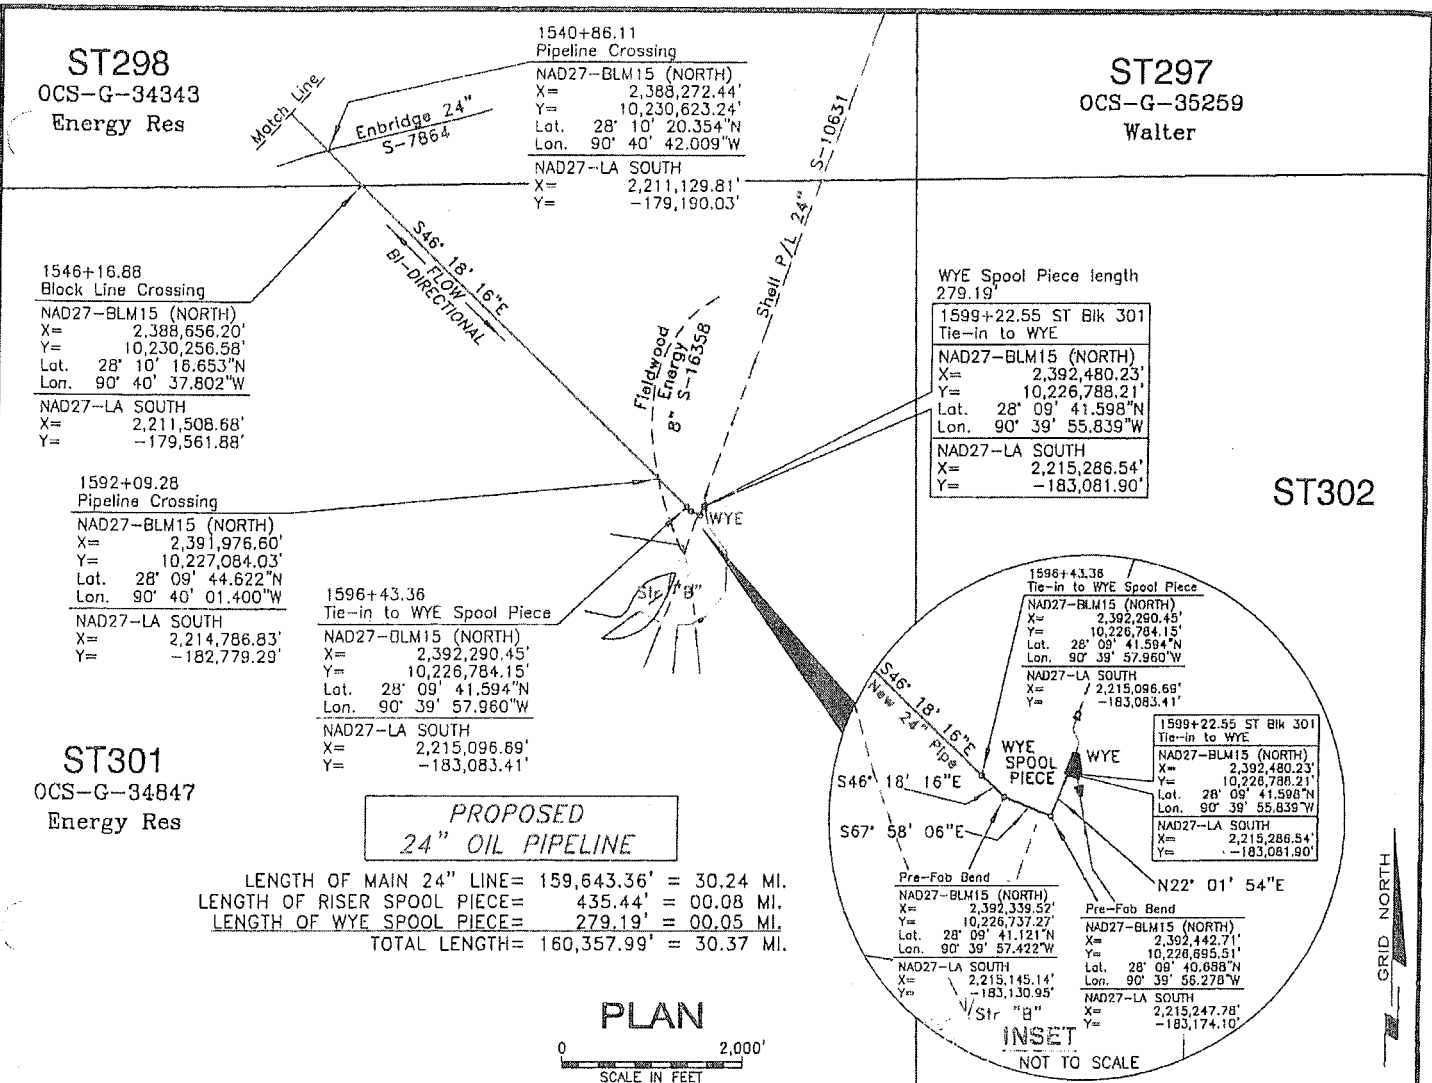 ST298
OCS-G-34343
Energy Res
Match Line
Enbridge 24"
S-7864
1540+86.11
Pipeline Crossing
NAD27-BLM15 (NORTH)
X= 2,388,272.44'
Y= 10,230,623.24'
Lat. 28° 10' 20.354"N
Lon. 90° 40' 42.009"W
NAD27-LA SOUTH
X= 2,211,129.81'
Y= -179,190.03'
Shell P/L 24" S-10631
ST297
OCS-G-35259
Walter
S46° 18' 16"E
FLOW
BI-DIRECTIONAL
1546+16.88
Block Line Crossing
NAD27-BLM15 (NORTH)
X= 2,388,656.20'
Y= 10,230,256.58'
Lat. 28° 10' 16.653"N
Lon. 90° 40' 37.802"W
NAD27-LA SOUTH
X= 2,211,508.68'
Y= -179,561.88'
Fieldwood
Energy
8" S-16358
WYE Spool Piece length
279.19'
1599+22.55 ST Blk 301
Tie-in to WYE
NAD27-BLM15 (NORTH)
X= 2,392,480.23'
Y= 10,226,788.21'
Lat. 28° 09' 41.598"N
Lon. 90° 39' 55.839"W
NAD27-LA SOUTH
X= 2,215,286.54'
Y= -183,081.90'
1592+09.28
Pipeline Crossing
NAD27-BLM15 (NORTH)
X= 2,391,976.60'
Y= 10,227,084.03'
Lat. 28° 09' 44.622"N
Lon. 90° 40' 01.400"W
NAD27-LA SOUTH
X= 2,214,786.83'
Y= -182,779.29'
WYE
Str "B"
ST302
1596+43.36
Tie-in to WYE Spool Piece
NAD27-BLM15 (NORTH)
X= 2,392,290.45'
Y= 10,226,784.15'
Lat. 28° 09' 41.594"N
Lon. 90° 39' 57.960"W
NAD27-LA SOUTH
X= 2,215,096.69'
Y= -183,083.41'
ST301
OCS-G-34847
Energy Res
PROPOSED
24" OIL PIPELINE
LENGTH OF MAIN 24" LINE= 159,643.36' = 30.24 MI.
LENGTH OF RISER SPOOL PIECE= 435.44' = 00.08 MI.
LENGTH OF WYE SPOOL PIECE= 279.19' = 00.05 MI.
TOTAL LENGTH= 160,357.99' = 30.37 MI.
PLAN
0 2,000'
SCALE IN FEET
1596+43.36
Tie-in to WYE Spool Piece
NAD27-BLM15 (NORTH)
X= 2,392,290.45'
Y= 10,226,784.15'
Lat. 28° 09' 41.594"N
Lon. 90° 39' 57.960"W
NAD27-LA SOUTH
X= 2,215,096.69'
Y= -183,083.41'
S46° 18' 16"E
New 24" Pipe
WYE
SPOOL
PIECE
WYE
S46° 18' 16"E
S67° 58' 06"E
1599+22.55 ST Blk 301
Tie-in to WYE
NAD27-BLM15 (NORTH)
X= 2,392,480.23'
Y= 10,226,788.21'
Lat. 28° 09' 41.598"N
Lon. 90° 39' 55.839"W
NAD27-LA SOUTH
X= 2,215,286.54'
Y= -183,081.90'
N22° 01' 54"E
Pre-Fab Bend
NAD27-BLM15 (NORTH)
X= 2,392,339.52'
Y= 10,226,737.27'
Lat. 28° 09' 41.121"N
Lon. 90° 39' 57.422"W
NAD27-LA SOUTH
X= 2,215,145.14'
Y= -183,130.95'
Str "B"
Pre-Fab Bend
NAD27-BLM15 (NORTH)
X= 2,392,442.71'
Y= 10,226,695.51'
Lat. 28° 09' 40.688"N
Lon. 90° 39' 56.278"W
NAD27-LA SOUTH
X= 2,215,247.78'
Y= -183,174.10'
INSET
NOT TO SCALE
GRID NORTH